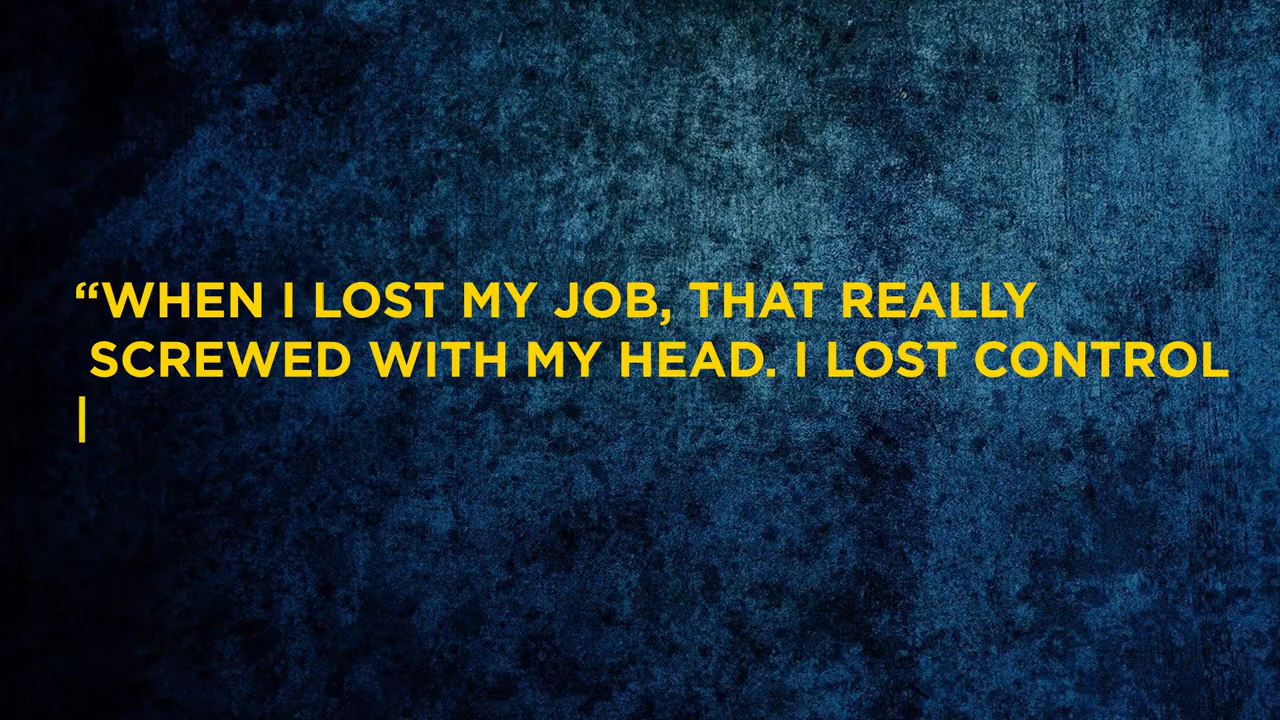 “WHEN I LOST MY JOB, THAT REALLY
SCREWED WITH MY HEAD. I LOST CONTROL
|